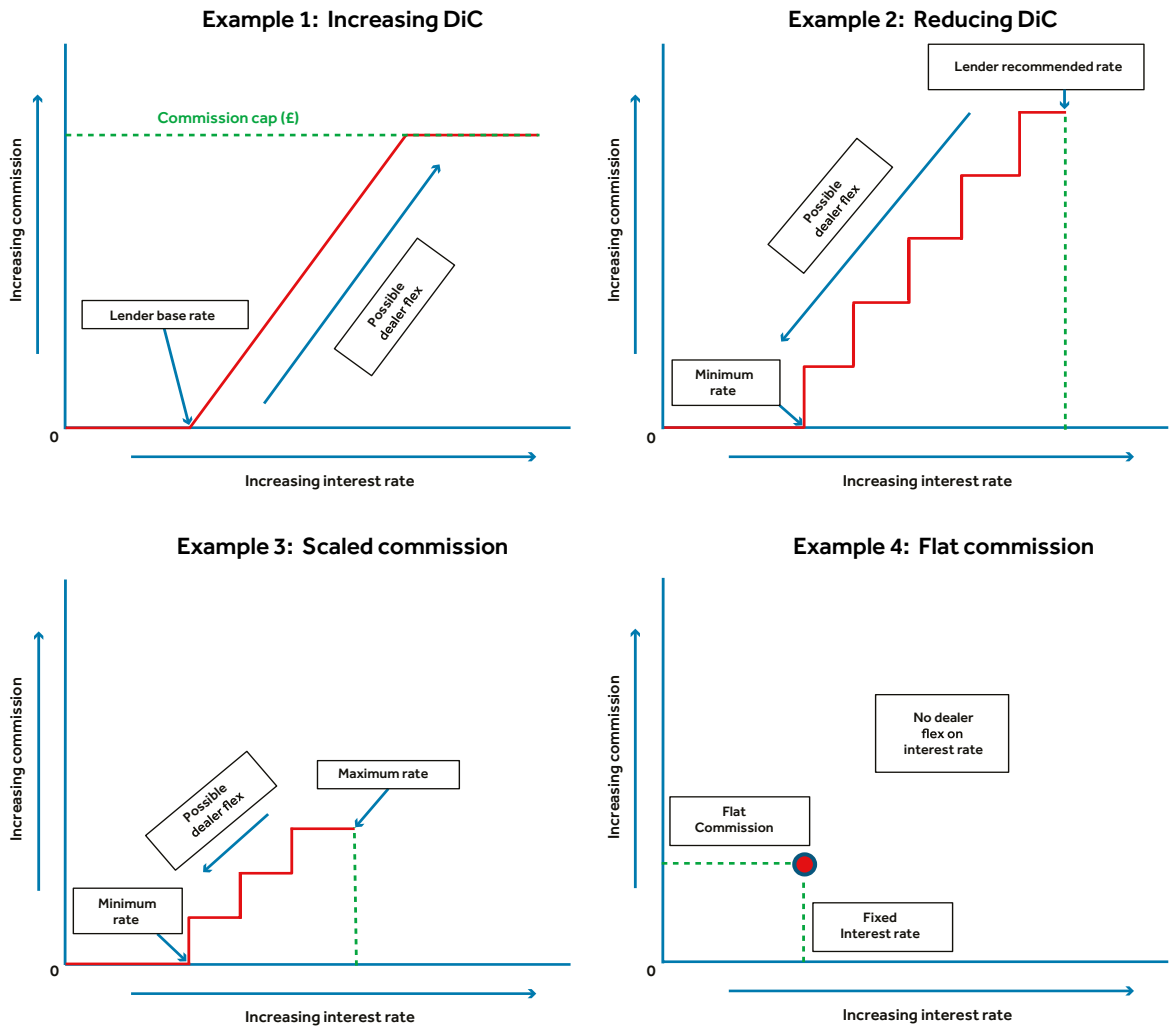 Example 1: Increasing DiC
Increasing commission
Commission cap (£)
Possible
dealer flex
Lender base rate
0
Increasing interest rate
Example 2: Reducing DiC
Increasing commission
Lender recommended rate
Possible
dealer flex
Minimum
rate
0
Increasing interest rate
Example 3: Scaled commission
Increasing commission
Possible
dealer flex
Maximum rate
Minimum
rate
0
Increasing interest rate
Example 4: Flat commission
Increasing commission
No dealer
flex on
interest rate
Flat
Commission
Fixed
Interest rate
0
Increasing interest rate